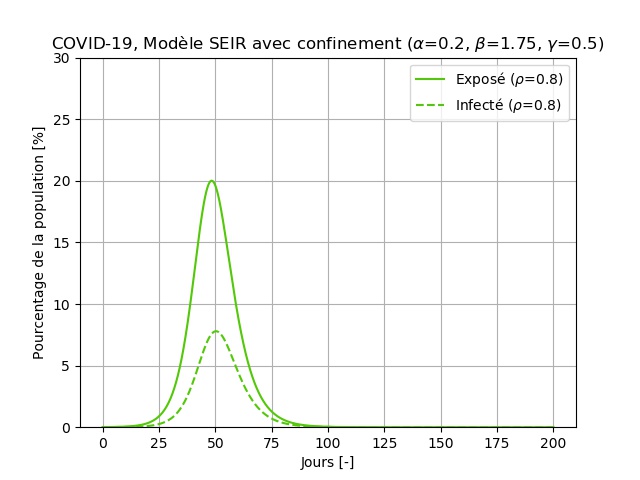 COVID-19, Modèle SEIR avec confinement (α=0.2, β=1.75, γ=0.5)
30
25
20
15
10
5
0
Pourcentage de la population [%]
Exposé (ρ=0.8)
Infecté (ρ=0.8)
0 25 50 75 100 125 150 175 200
Jours [-]